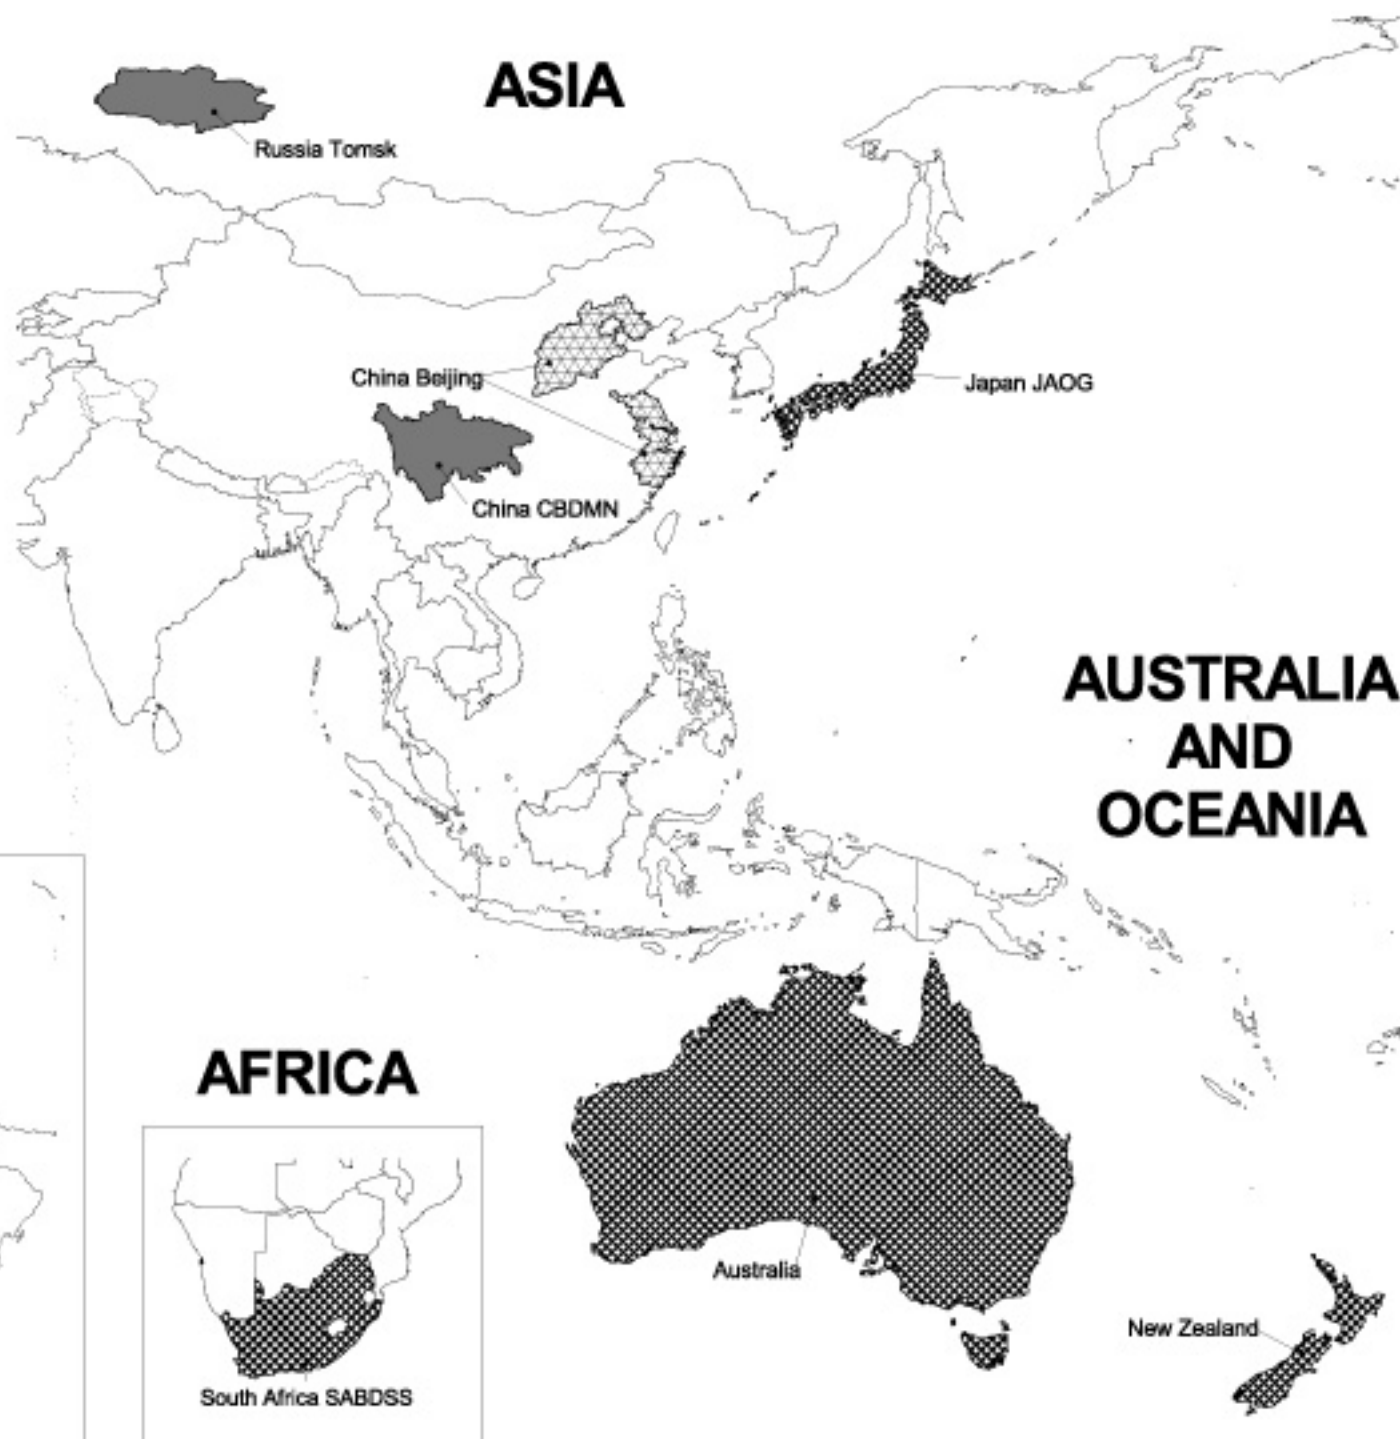 ASIA
Russia Tomsk
China Beijing
Japan JAOG
China CBDMN
AUSTRALIA
AND
OCEANIA
AFRICA
Australia
New Zealand
South Africa SABDSS